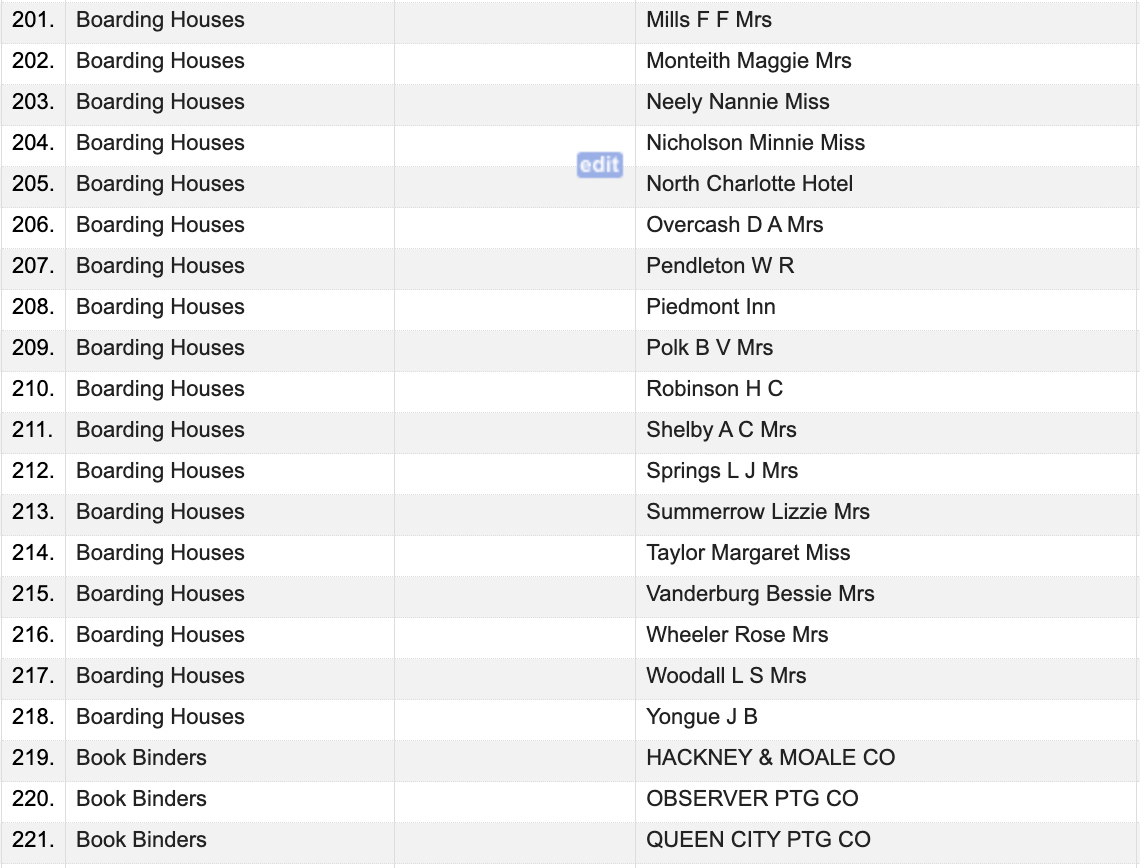 201. Boarding Houses Mills F F Mrs
202. Boarding Houses Monteith Maggie Mrs
203. Boarding Houses Neely Nannie Miss
204. Boarding Houses Nicholson Minnie Miss
edit
205. Boarding Houses North Charlotte Hotel
206. Boarding Houses Overcash D A Mrs
207. Boarding Houses Pendleton W R
208. Boarding Houses Piedmont Inn
209. Boarding Houses Polk B V Mrs
210. Boarding Houses Robinson H C
211. Boarding Houses Shelby A C Mrs
212. Boarding Houses Springs L J Mrs
213. Boarding Houses Summerrow Lizzie Mrs
214. Boarding Houses Taylor Margaret Miss
215. Boarding Houses Vanderburg Bessie Mrs
216. Boarding Houses Wheeler Rose Mrs
217. Boarding Houses Woodall L S Mrs
218. Boarding Houses Yongue J B
219. Book Binders HACKNEY & MOALE CO
220. Book Binders OBSERVER PTG CO
221. Book Binders QUEEN CITY PTG CO